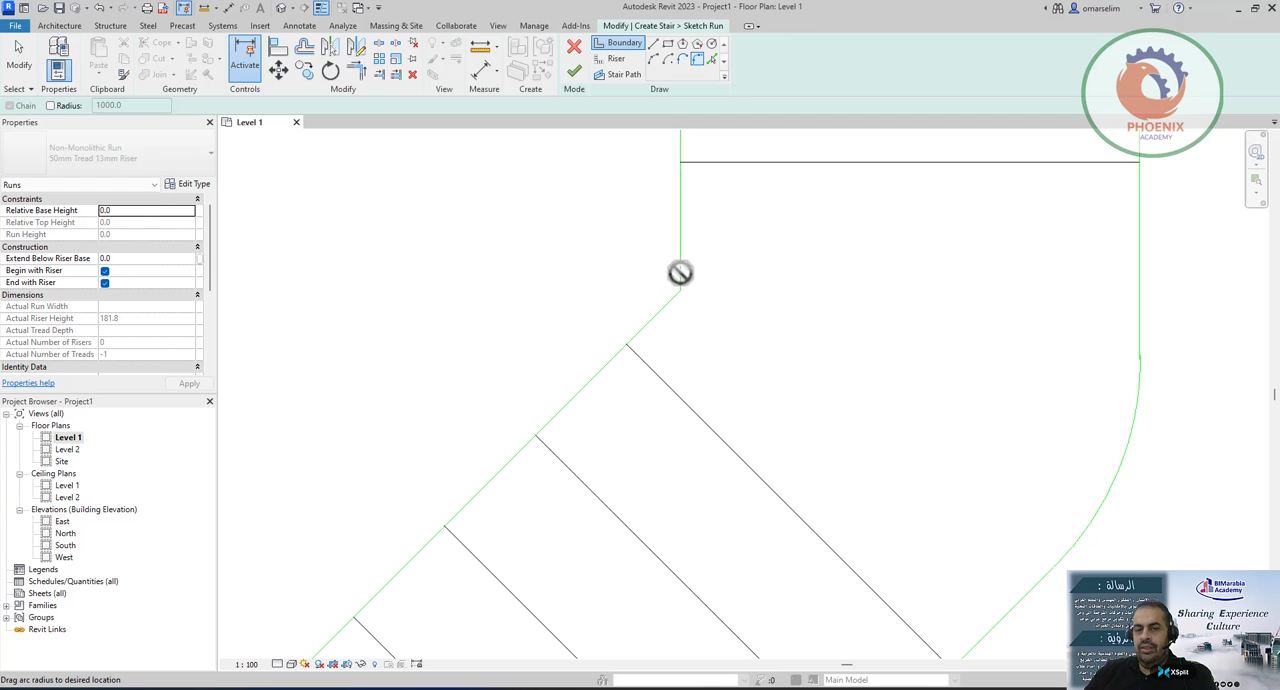 Autodesk Revit 2023 - Project1 - Floor Plan: Level 1
omarselim
File Architecture Structure Steel Precast Systems Insert Annotate Analyze Massing & Site Collaborate View Manage Add-Ins Modify | Create Stair > Sketch Run
Modify
Select
Properties
Paste
Cope
Cut
Join
Clipboard
Geometry
Activate
Controls
Modify
View
Measure
Create
Mode
Boundary
Riser
Stair Path
Draw
Chain Radius: 1000.0
Properties
Level 1
Non-Monolithic Run
50mm Tread 13mm Riser
Runs
Edit Type
Constraints
Relative Base Height 0.0
Relative Top Height 0.0
Run Height 0.0
Construction
Extend Below Riser Base 0.0
Begin with Riser
End with Riser
Dimensions
Actual Run Width
Actual Riser Height 181.8
Actual Tread Depth
Actual Number of Risers 0
Actual Number of Treads -1
Identity Data
Properties help
Apply
Project Browser - Project1
Views (all)
Floor Plans
Level 1
Level 2
Site
Ceiling Plans
Level 1
Level 2
Elevations (Building Elevation)
East
North
South
West
Legends
Schedules/Quantities (all)
Sheets (all)
Families
Groups
Revit Links
1 : 100
Drag arc radius to desired location
:0
Main Model
PHOENIX
ACADEMY
الرسالة :
BIMarabia
Academy
Sharing Experience
Culture
XSplit